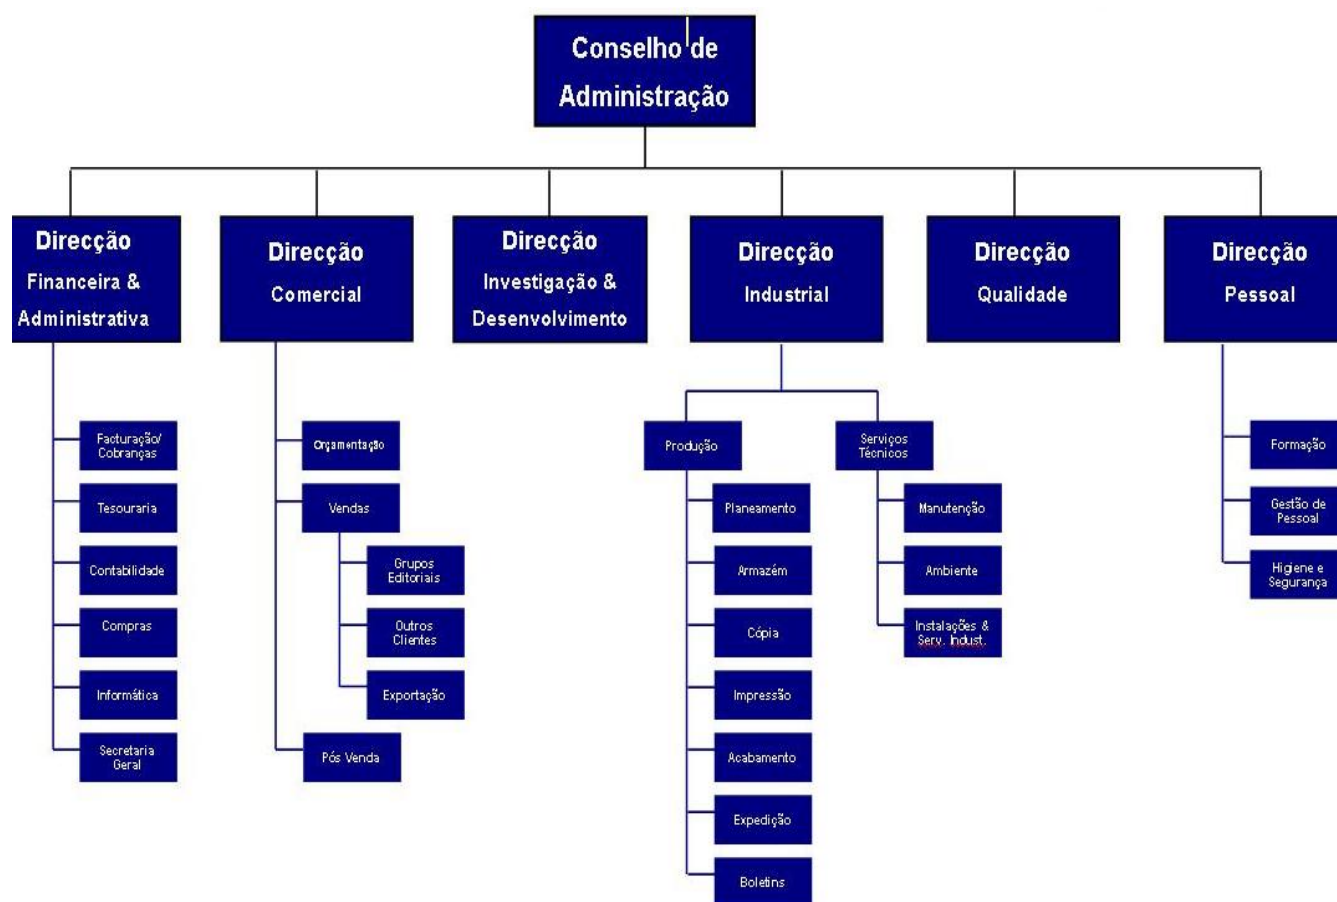 Conselho de
Administração
Direcção
Financeira &
Administrativa
Direcção
Comercial
Direcção
Investigação &
Desenvolvimento
Direcção
Industrial
Direcção
Qualidade
Direcção
Pessoal
Facturação/
Cobranças
Tesouraria
Contabilidade
Compras
Informática
Secretaria
Geral
Orçamentação
Vendas
Grupos
Editoriais
Outros
Clientes
Exportação
Pós Venda
Produção
Planeamento
Armazém
Cópia
Impressão
Acabamento
Expedição
Boletins
Serviços
Técnicos
Manutenção
Ambiente
Instalações &
Serv. Indust.
Formação
Gestão de
Pessoal
Higiene e
Segurança